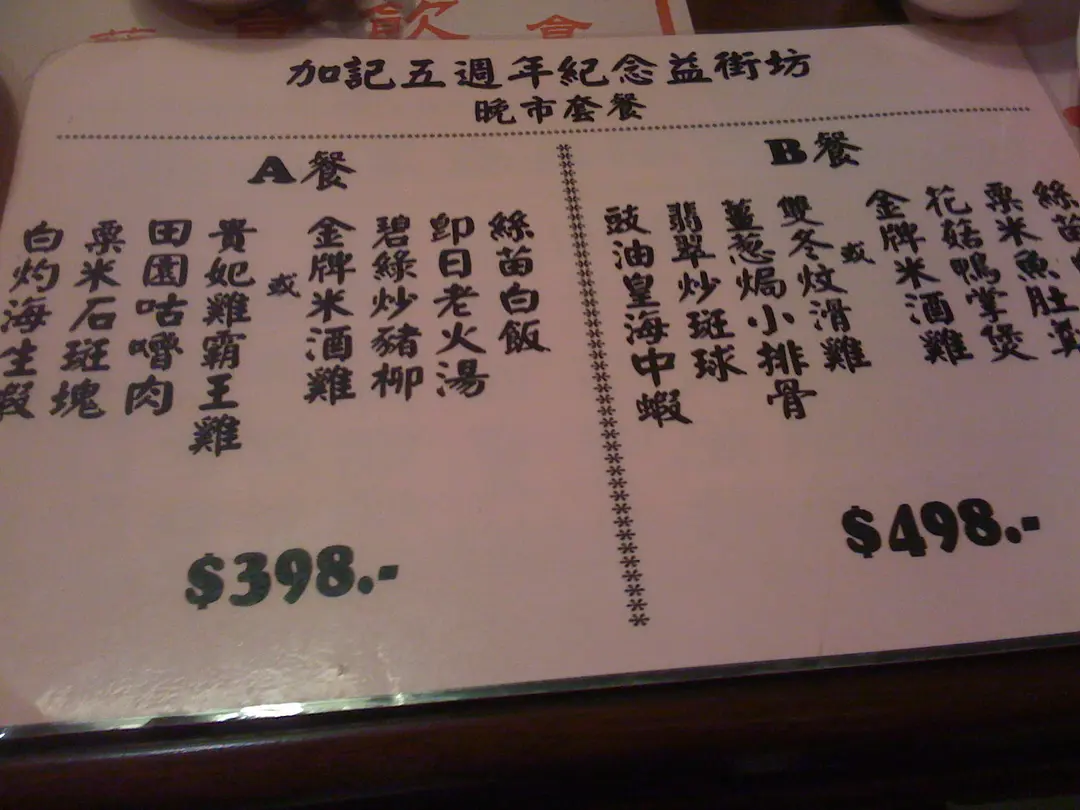 加記五週年紀念益街坊
晚市套餐
A餐
白灼海生蝦
粟米石斑塊
田園咕嚕肉
貴妃雞霸王雞
或
金牌米酒雞
碧綠炒豬柳
即日老火湯
絲苗白飯
$398.-
B餐
豉油皇海中蝦
翡翠炒斑球
薑葱焗小排骨
雙冬炆滑雞
或
金牌米酒雞
花菇鴨掌煲
粟米魚肚羹
絲苗
$498.-